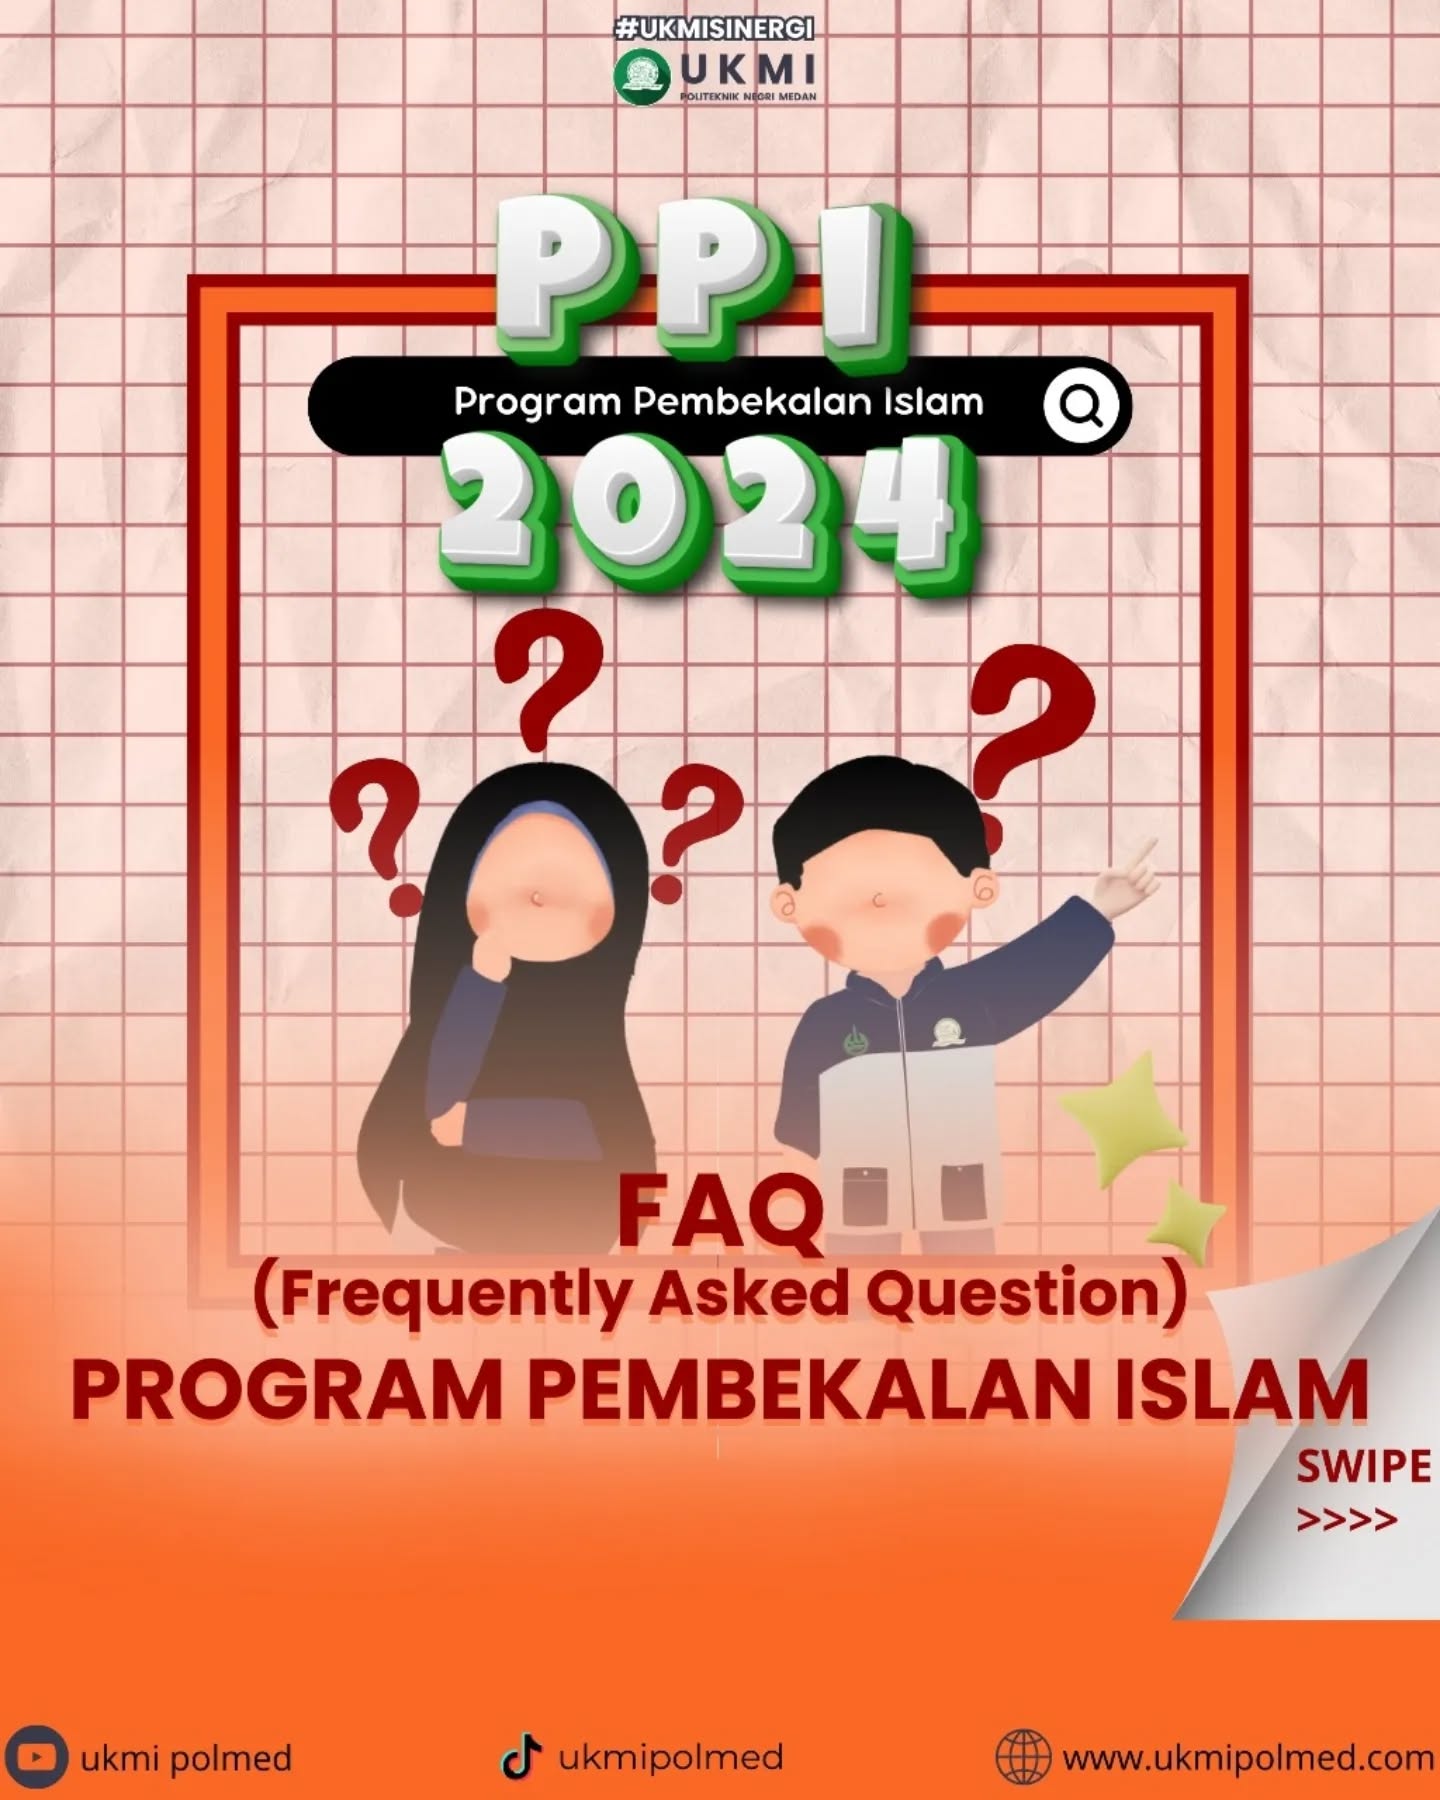 #UKMISINERGI
UKMI
POLITEKNIK NEGRI MEDAN
PPI
Program Pembekalan Islam
2024
? ? ? ?
FAQ
(Frequently Asked Question)
PROGRAM PEMBEKALAN ISLAM
SWIPE
>>>>
ukmi polmed
ukmipolmed
www.ukmipolmed.com